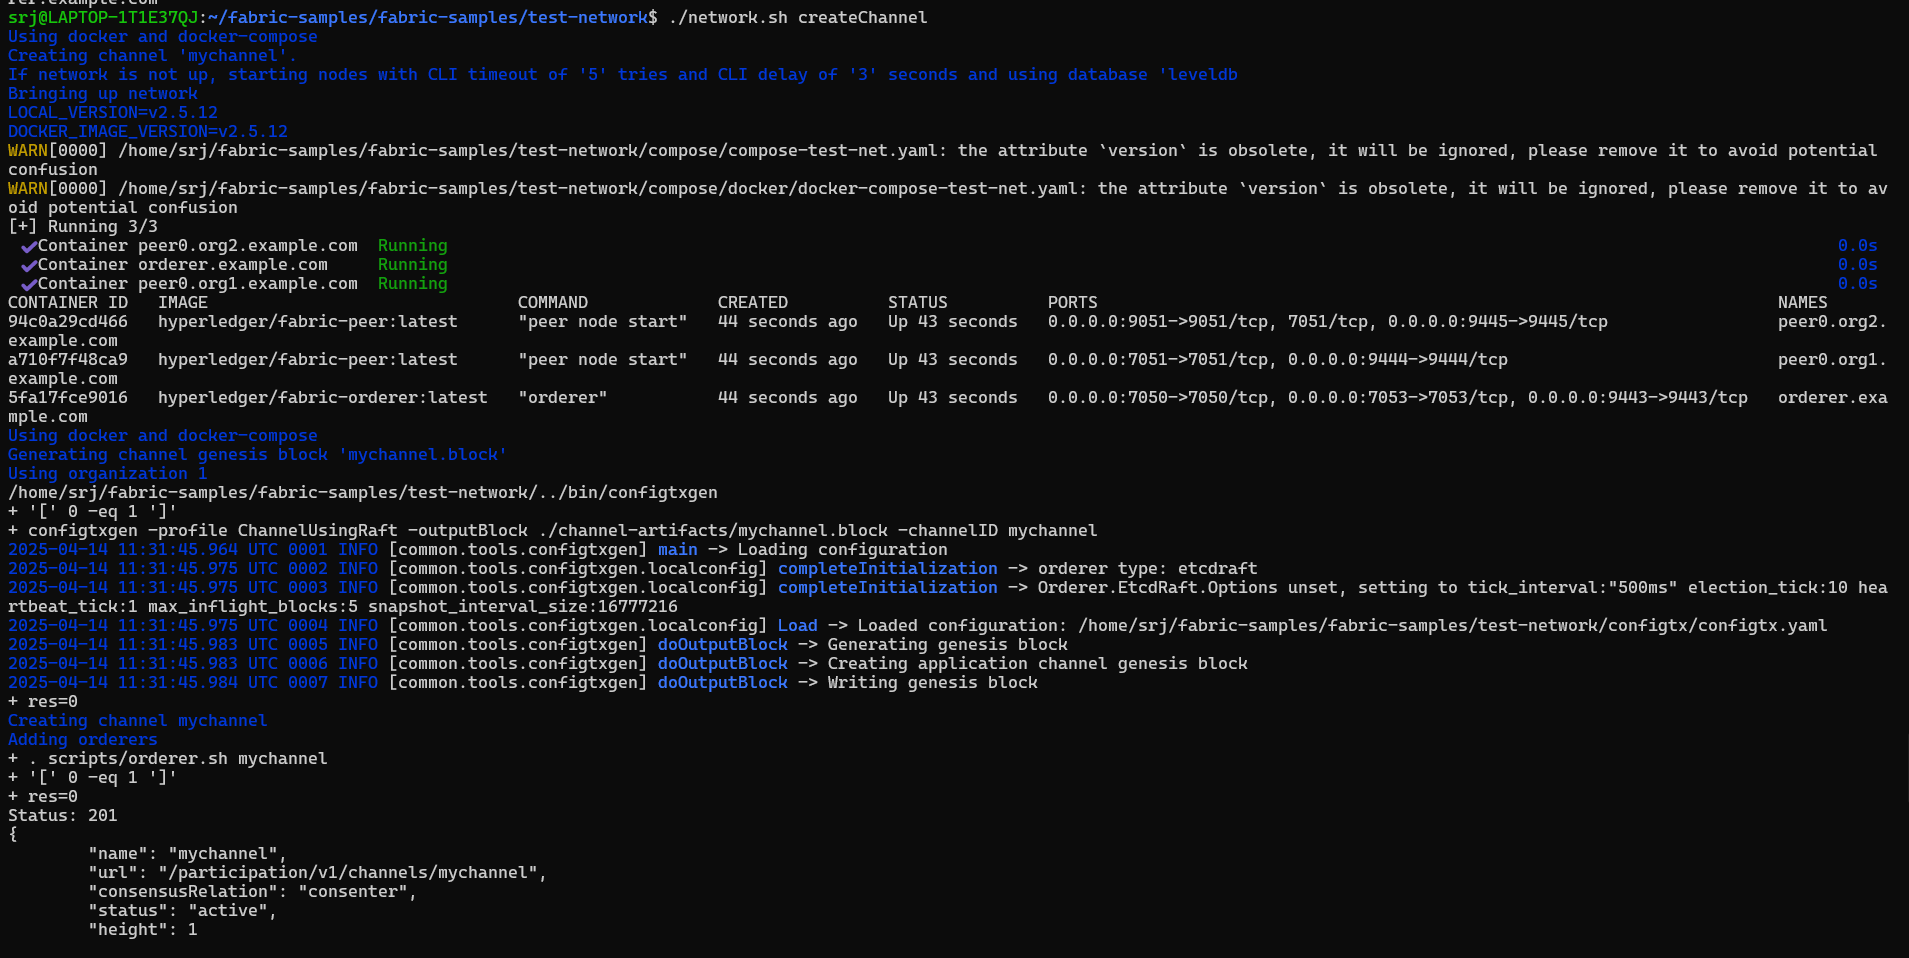 rer.example.com
srj@LAPTOP-1T1E37QJ:~/fabric-samples/fabric-samples/test-network$ ./network.sh createChannel
Using docker and docker-compose
Creating channel 'mychannel'.
If network is not up, starting nodes with CLI timeout of '5' tries and CLI delay of '3' seconds and using database 'leveldb
Bringing up network
LOCAL_VERSION=v2.5.12
DOCKER_IMAGE_VERSION=v2.5.12
WARN[0000] /home/srj/fabric-samples/fabric-samples/test-network/compose/compose-test-net.yaml: the attribute `version` is obsolete, it will be ignored, please remove it to avoid potential
confusion
WARN[0000] /home/srj/fabric-samples/fabric-samples/test-network/compose/docker/docker-compose-test-net.yaml: the attribute `version` is obsolete, it will be ignored, please remove it to av
oid potential confusion
[+] Running 3/3
 ✔Container peer0.org2.example.com  Running 0.0s
 ✔Container orderer.example.com     Running 0.0s
 ✔Container peer0.org1.example.com  Running 0.0s
CONTAINER ID   IMAGE                               COMMAND             CREATED          STATUS          PORTS                                                                    NAMES
94c0a29cd466   hyperledger/fabric-peer:latest      "peer node start"   44 seconds ago   Up 43 seconds   0.0.0.0:9051->9051/tcp, 7051/tcp, 0.0.0.0:9445->9445/tcp                 peer0.org2.
example.com
a710f7f48ca9   hyperledger/fabric-peer:latest      "peer node start"   44 seconds ago   Up 43 seconds   0.0.0.0:7051->7051/tcp, 0.0.0.0:9444->9444/tcp                           peer0.org1.
example.com
5fa17fce9016   hyperledger/fabric-orderer:latest   "orderer"           44 seconds ago   Up 43 seconds   0.0.0.0:7050->7050/tcp, 0.0.0.0:7053->7053/tcp, 0.0.0.0:9443->9443/tcp   orderer.exa
mple.com
Using docker and docker-compose
Generating channel genesis block 'mychannel.block'
Using organization 1
/home/srj/fabric-samples/fabric-samples/test-network/../bin/configtxgen
+ '[' 0 -eq 1 ']'
+ configtxgen -profile ChannelUsingRaft -outputBlock ./channel-artifacts/mychannel.block -channelID mychannel
2025-04-14 11:31:45.964 UTC 0001 INFO [common.tools.configtxgen] main -> Loading configuration
2025-04-14 11:31:45.975 UTC 0002 INFO [common.tools.configtxgen.localconfig] completeInitialization -> orderer type: etcdraft
2025-04-14 11:31:45.975 UTC 0003 INFO [common.tools.configtxgen.localconfig] completeInitialization -> Orderer.EtcdRaft.Options unset, setting to tick_interval:"500ms" election_tick:10 hea
rtbeat_tick:1 max_inflight_blocks:5 snapshot_interval_size:16777216
2025-04-14 11:31:45.975 UTC 0004 INFO [common.tools.configtxgen.localconfig] Load -> Loaded configuration: /home/srj/fabric-samples/fabric-samples/test-network/configtx/configtx.yaml
2025-04-14 11:31:45.983 UTC 0005 INFO [common.tools.configtxgen] doOutputBlock -> Generating genesis block
2025-04-14 11:31:45.983 UTC 0006 INFO [common.tools.configtxgen] doOutputBlock -> Creating application channel genesis block
2025-04-14 11:31:45.984 UTC 0007 INFO [common.tools.configtxgen] doOutputBlock -> Writing genesis block
+ res=0
Creating channel mychannel
Adding orderers
+ . scripts/orderer.sh mychannel
+ '[' 0 -eq 1 ']'
+ res=0
Status: 201
{
        "name": "mychannel",
        "url": "/participation/v1/channels/mychannel",
        "consensusRelation": "consenter",
        "status": "active",
        "height": 1